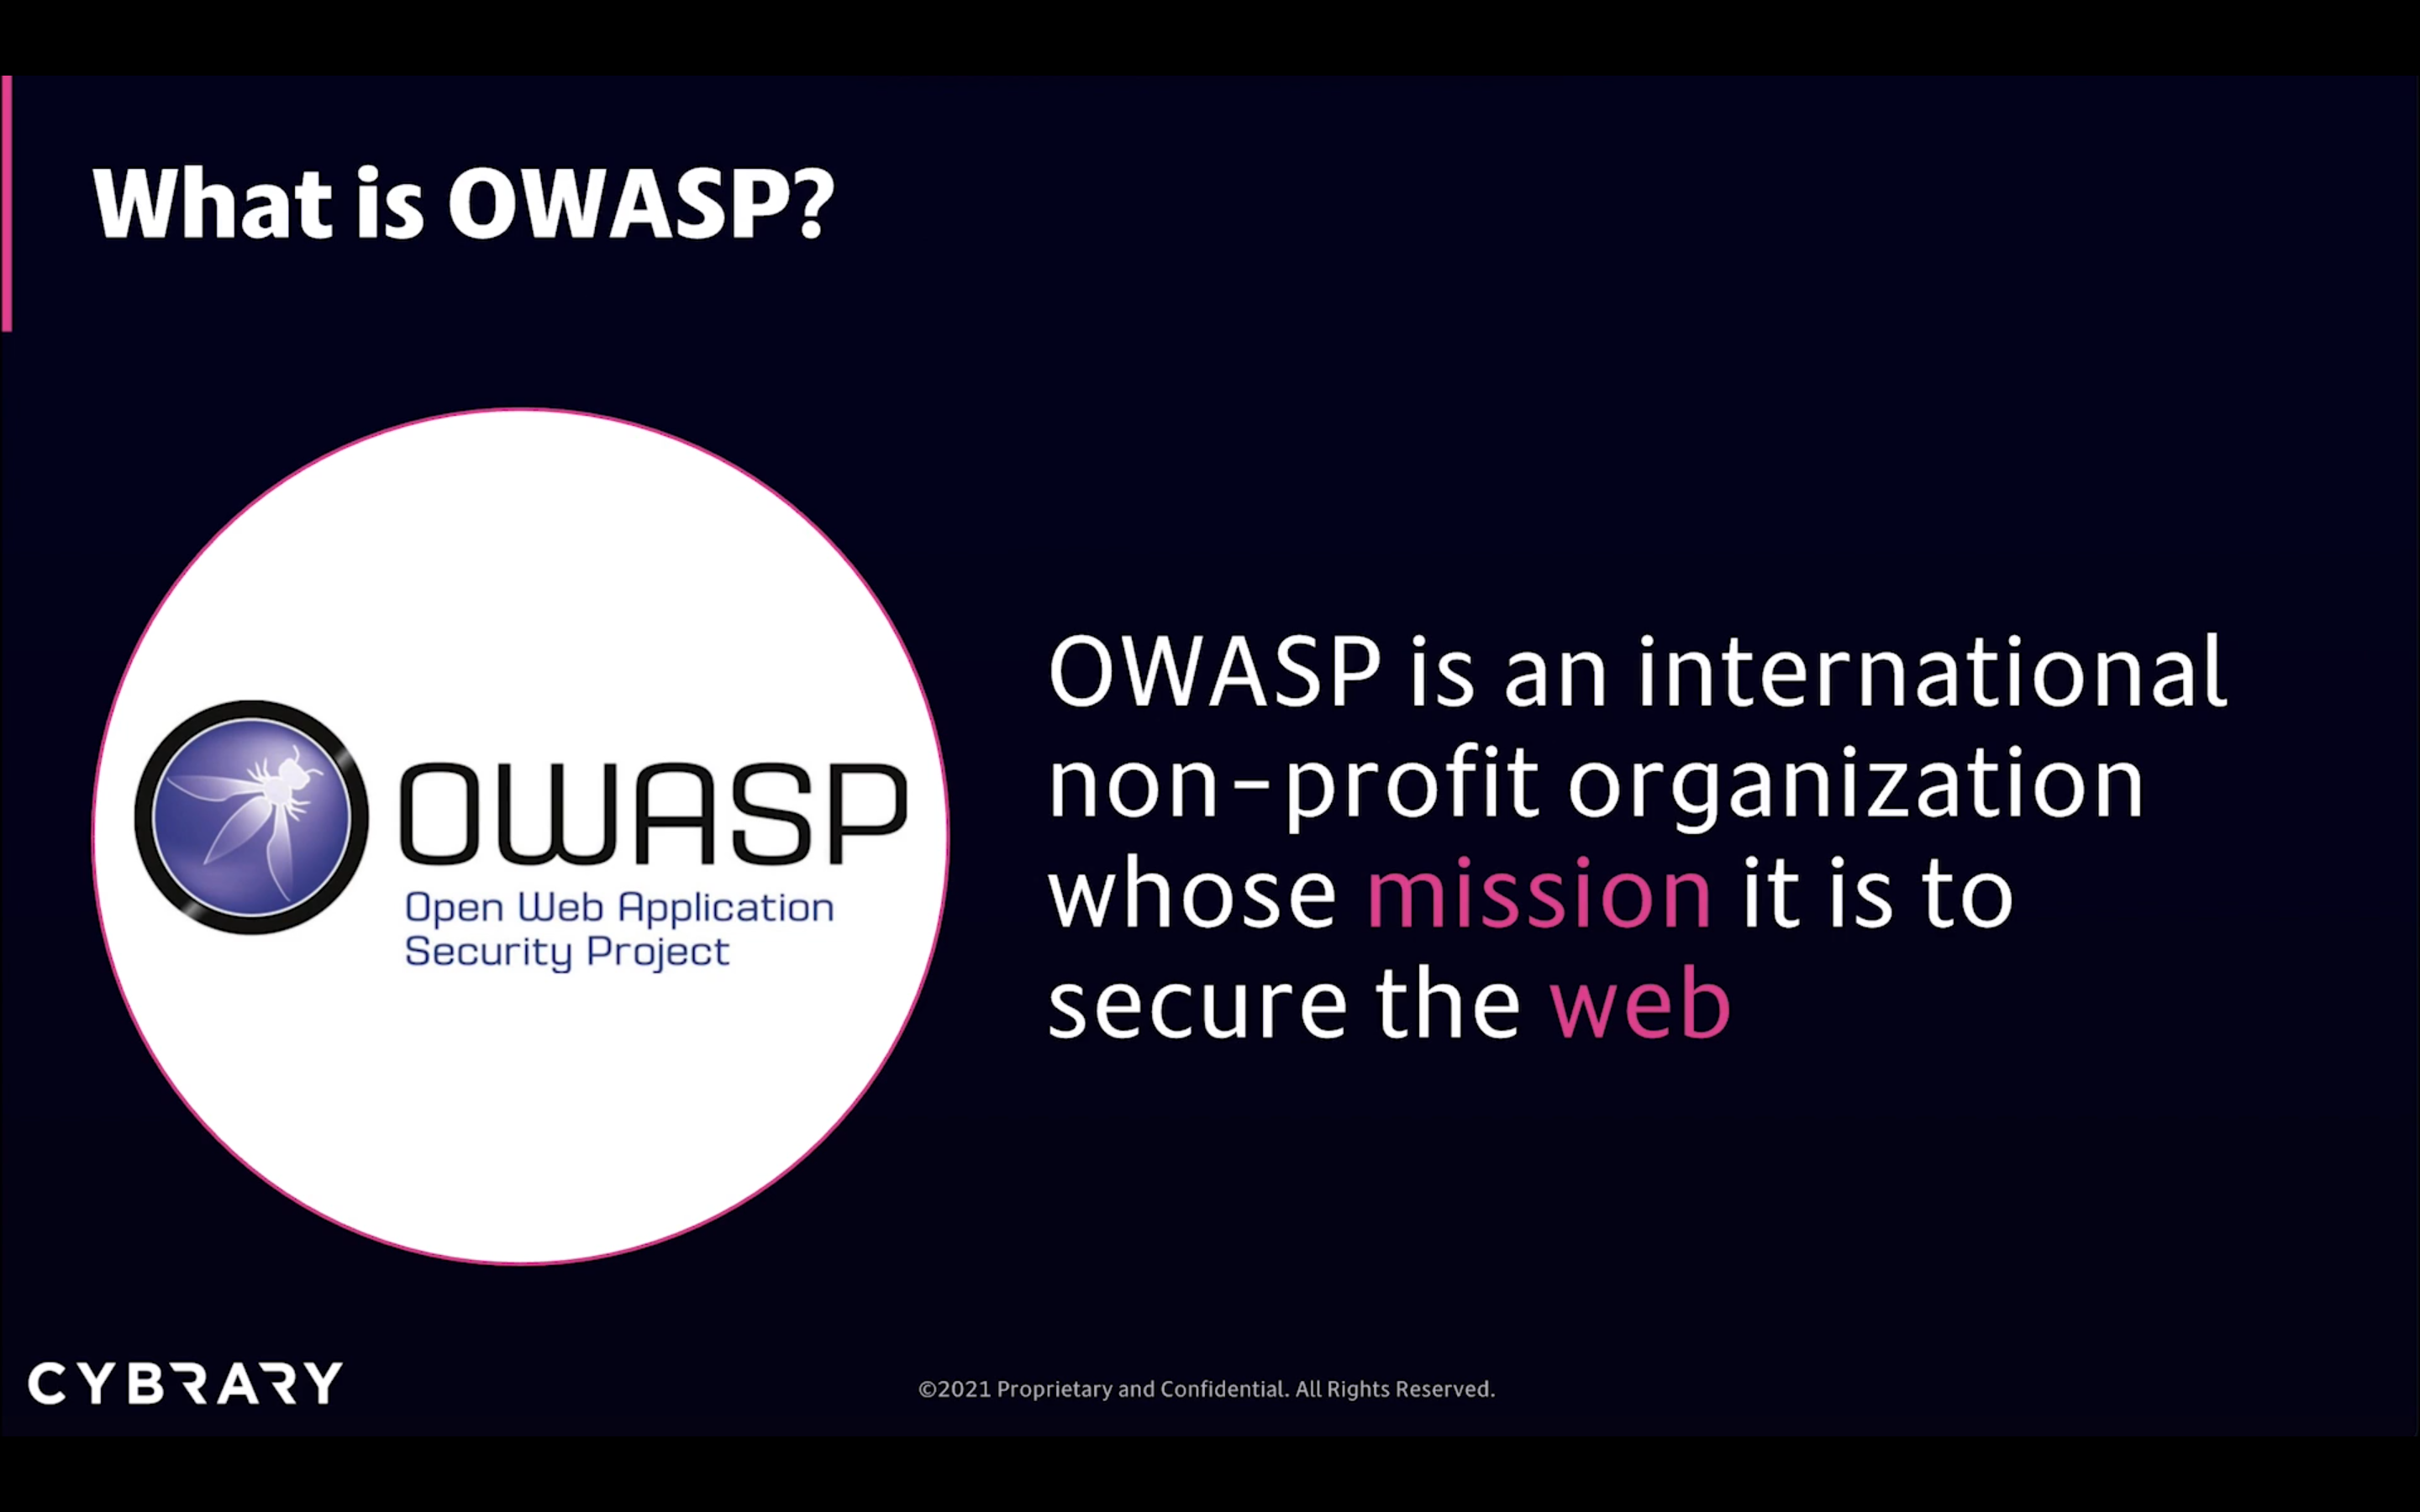 What is OWASP?
OWASP
Open Web Application
Security Project
OWASP is an international
non-profit organization
whose mission it is to
secure the web
CYBRARY
©2021 Proprietary and Confidential. All Rights Reserved.